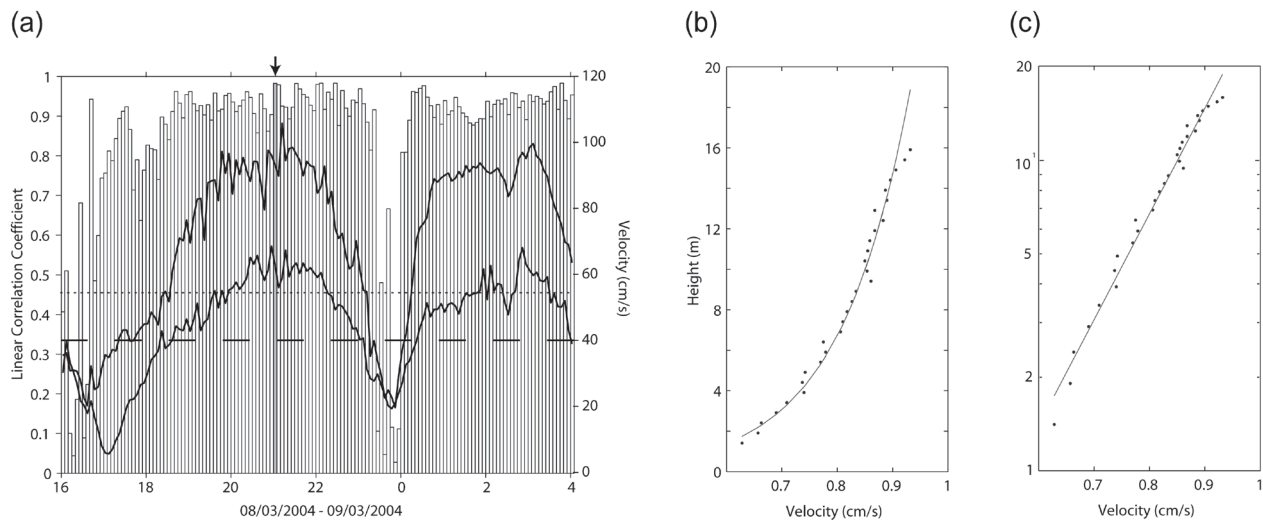 (a)
(b)
(c)
1
0.9
0.8
0.7
0.6
0.5
0.4
0.3
0.2
0.1
0
Linear Correlation Coefficient
120
100
80
60
40
20
0
Velocity (cm/s)
16 18 20 22 0 2 4
08/03/2004 - 09/03/2004
20
16
12
8
4
0
Height (m)
0.7 0.8 0.9 1
Velocity (cm/s)
20
10¹
5
2
1
0.7 0.8 0.9 1
Velocity (cm/s)